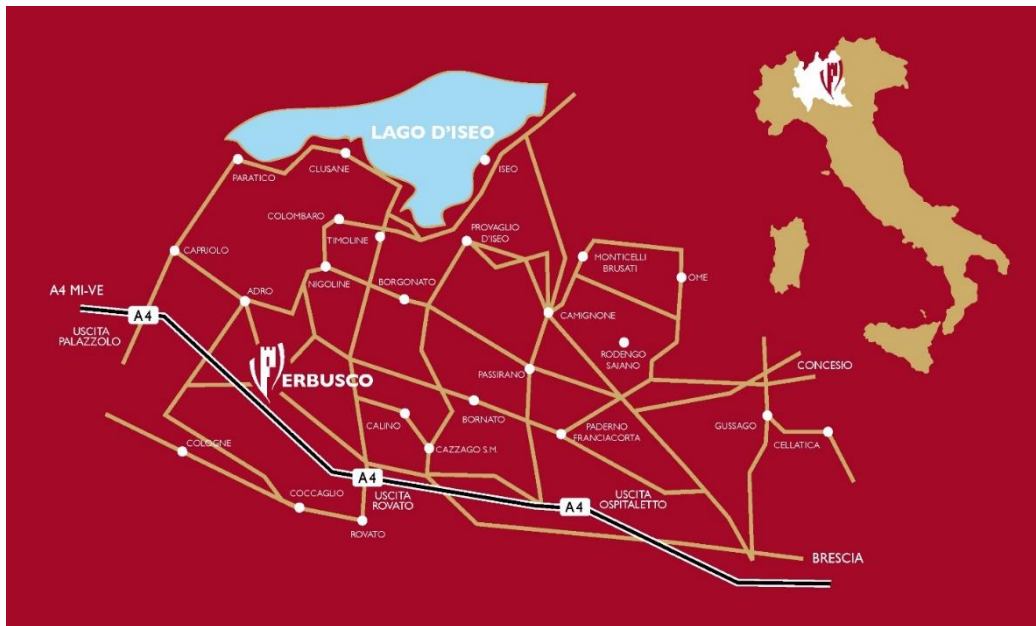 LAGO D'ISEO
ISEO
CLUSANE
PARATICO
COLOMBARO
TIMOLINE
PROVAGLIO
D'ISEO
CAPRIOLO
MONTICELLI
BRUSATI
OME
NIGOLINE
BORGONATO
A4 MI-VE
ADRO
A4
CAMIGNONE
USCITA
PALAZZOLO
RODENGO
SAIANO
CONCESIO
PASSIRANO
ERBUSCO
BORNATO
CALINO
PADERNO
FRANCIACORTA
GUSSAGO
CELLATICA
COLOGNE
CAZZAGO S.M.
A4
USCITA
ROVATO
COCCAGLIO
ROVATO
USCITA
OSPITALETTO
A4
BRESCIA